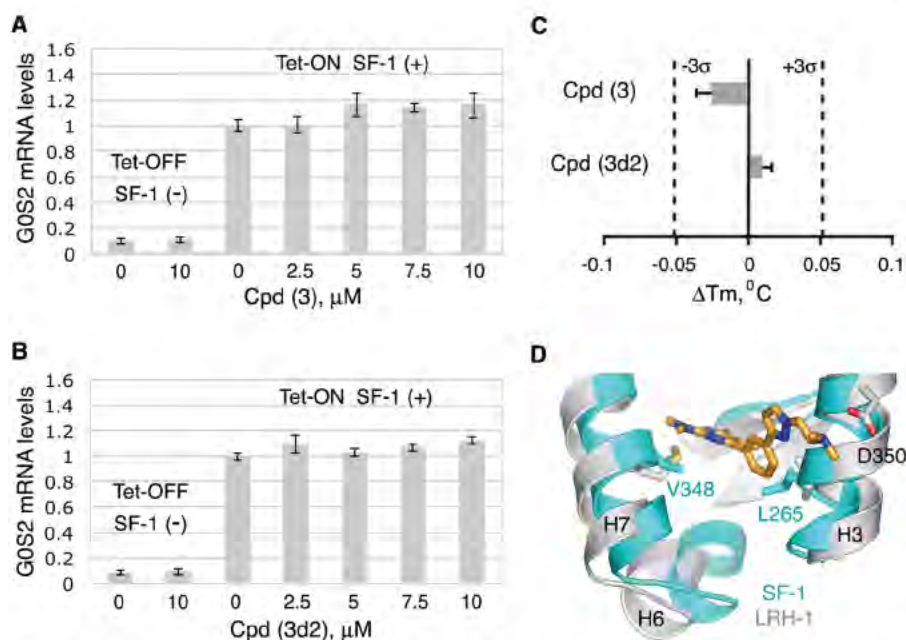 A
G0S2 mRNA levels
1.6
1.4
1.2
1
0.8
0.6
0.4
0.2
0
Tet-ON SF-1 (+)
Tet-OFF
SF-1 (-)
0 10 0 2.5 5 7.5 10
Cpd (3), μM
B
G0S2 mRNA levels
1.6
1.4
1.2
1
0.8
0.6
0.4
0.2
0
Tet-ON SF-1 (+)
Tet-OFF
SF-1 (-)
0 10 0 2.5 5 7.5 10
Cpd (3d2), μM
C
-3σ +3σ
Cpd (3)
Cpd (3d2)
-0.1 -0.05 0 0.05 0.1
ΔTm, ⁰C
D
D350
V348
L265
H7
H3
SF-1
LRH-1
H6